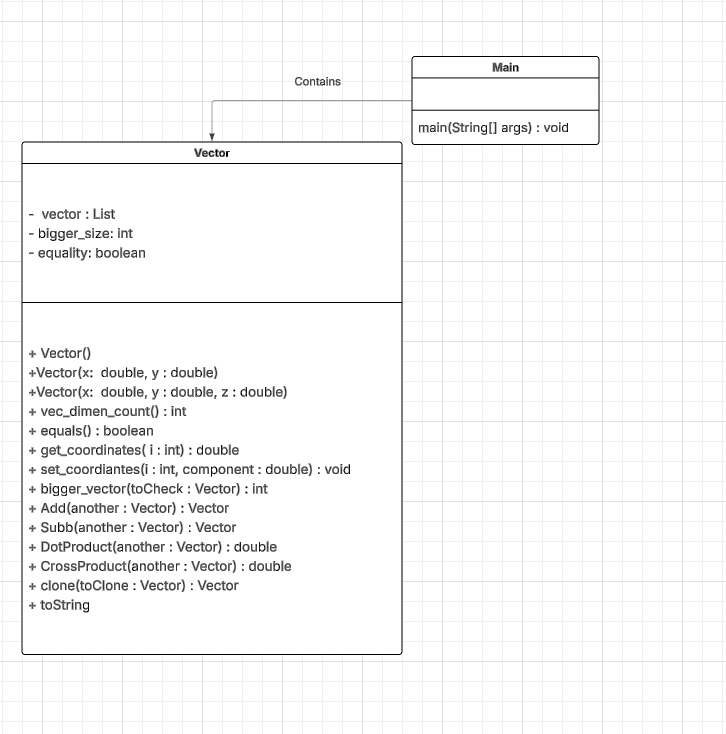 Contains
Main
main(String[] args) : void
Vector
- vector : List
- bigger_size: int
- equality: boolean
+ Vector()
+Vector(x: double, y : double)
+Vector(x: double, y : double, z : double)
+ vec_dimen_count() : int
+ equals() : boolean
+ get_coordinates( i : int) : double
+ set_coordiantes(i : int, component : double) : void
+ bigger_vector(toCheck : Vector) : int
+ Add(another : Vector) : Vector
+ Subb(another : Vector) : Vector
+ DotProduct(another : Vector) : double
+ CrossProduct(another : Vector) : double
+ clone(toClone : Vector) : Vector
+ toString